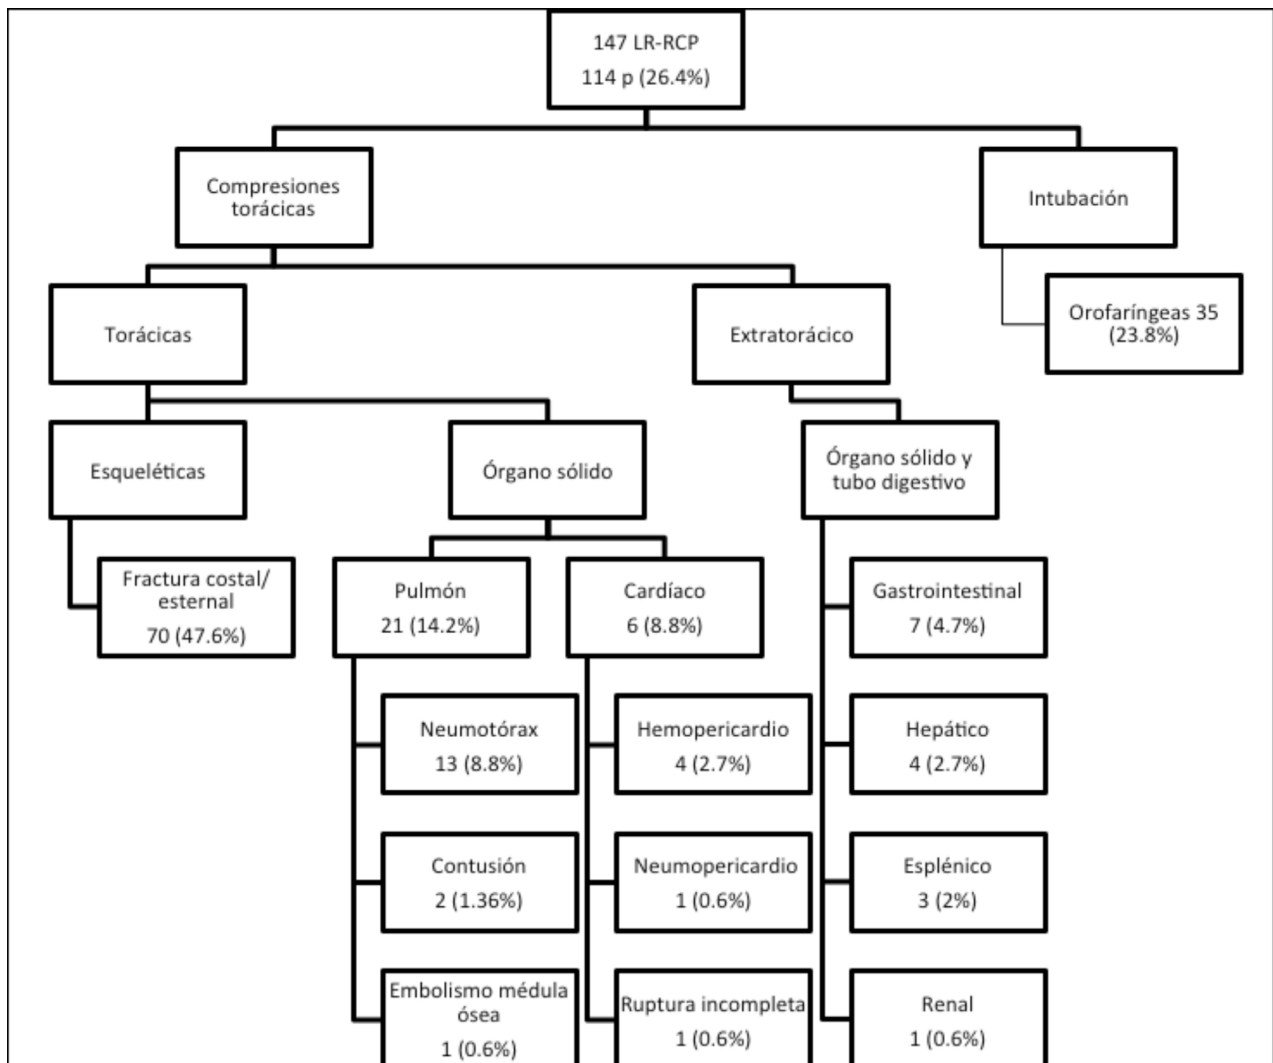 147 LR-RCP
114 p (26.4%)
Compresiones
torácicas
Intubación
Orofaríngeas 35
(23.8%)
Torácicas
Extratorácico
Esqueléticas
Órgano sólido
Órgano sólido y
tubo digestivo
Fractura costal/
esternal
70 (47.6%)
Pulmón
21 (14.2%)
Cardíaco
6 (8.8%)
Gastrointestinal
7 (4.7%)
Neumotórax
13 (8.8%)
Hemopericardio
4 (2.7%)
Hepático
4 (2.7%)
Contusión
2 (1.36%)
Neumopericardio
1 (0.6%)
Esplénico
3 (2%)
Embolismo médula
ósea
1 (0.6%)
Ruptura incompleta
1 (0.6%)
Renal
1 (0.6%)